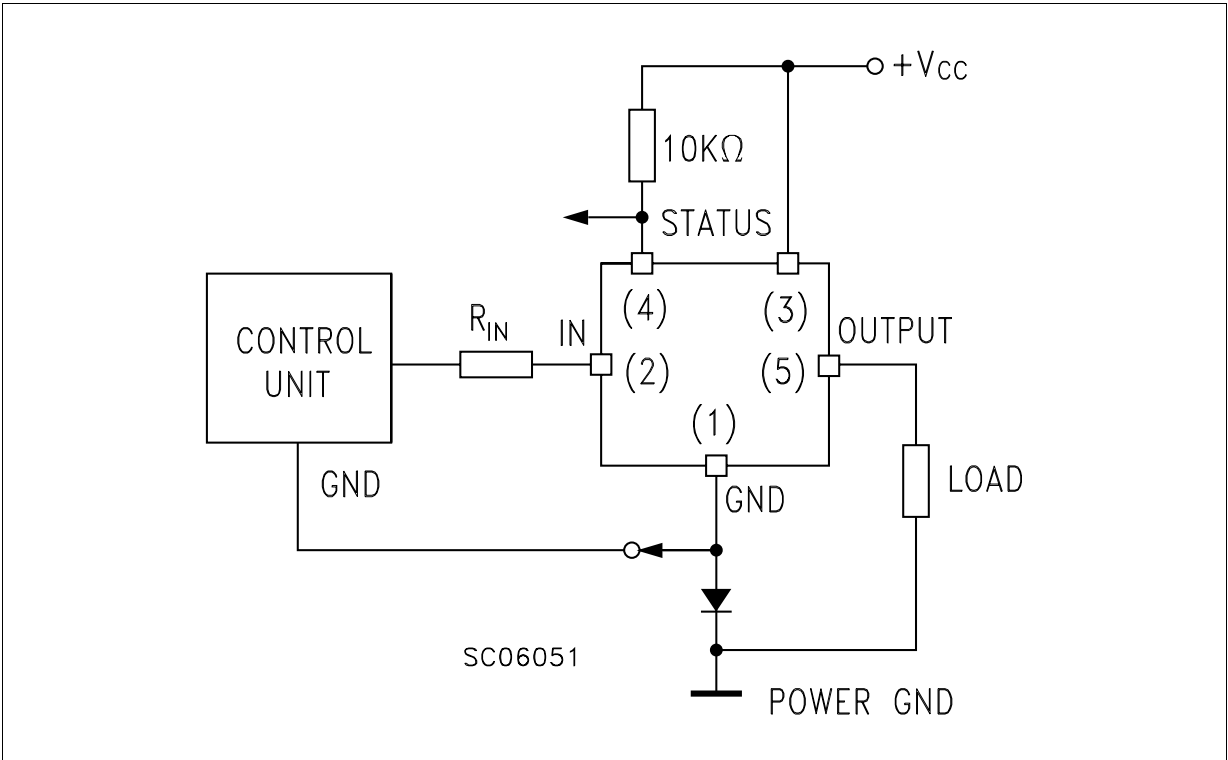 +VCC
10KΩ
STATUS
(4)
(3)
RIN
IN
OUTPUT
CONTROL
UNIT
(2)
(5)
(1)
GND
GND
LOAD
SC06051
POWER GND